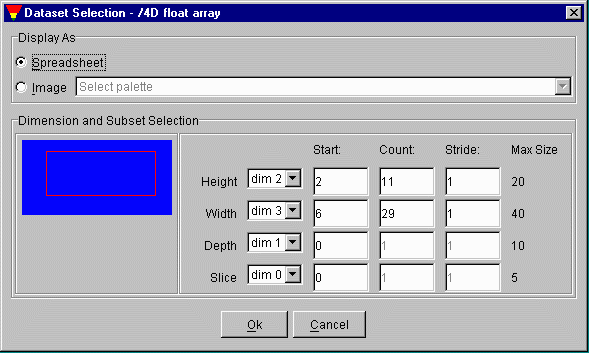 Dataset Selection - /4D float array
Display As
Spreadsheet
Image Select palette
Dimension and Subset Selection
Start: Count: Stride: Max Size
Height dim 2 2 11 1 20
Width dim 3 6 29 1 40
Depth dim 1 0 1 1 10
Slice dim 0 0 1 1 5
Ok Cancel